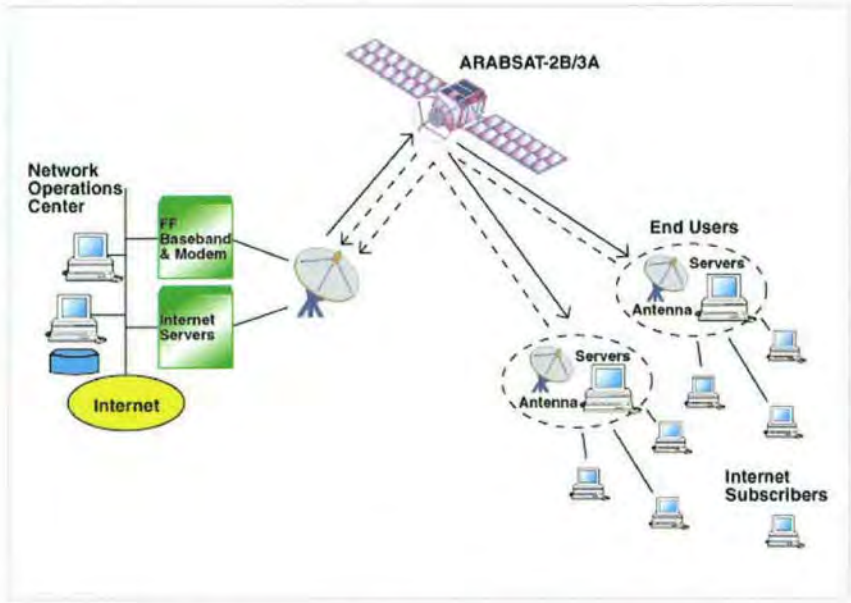 ARABSAT-2B/3A
Network
Operations
Center
FF
Baseband
& Modem
Internet
Servers
Internet
End Users
Servers
Antenna
Servers
Antenna
Internet
Subscribers